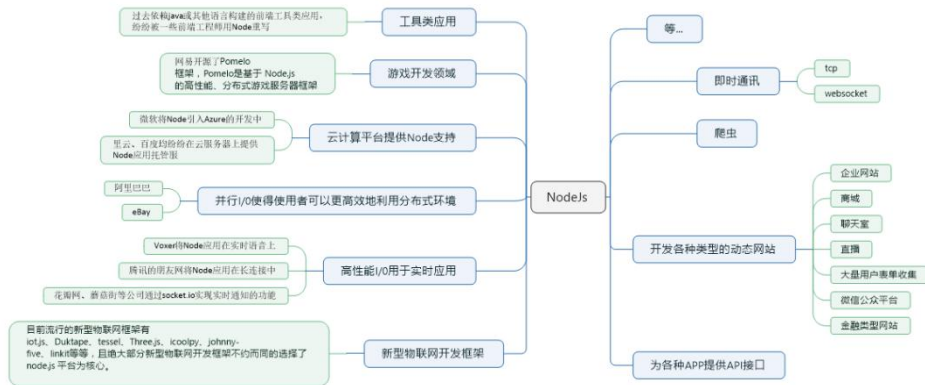 过去依赖java或其他语言构建的前端工具类应用，
纷纷被一些前端工程师用Node重写
工具类应用
网易开源了Pomelo
框架，Pomelo是基于 Node.js
的高性能、分布式游戏服务器框架
游戏开发领域
微软将Node引入Azure的开发中
里云、百度均纷纷在云服务器上提供
Node应用托管服
云计算平台提供Node支持
阿里巴巴
eBay
并行I/0使得使用者可以更高效地利用分布式环境
Voxer将Node应用在实时语音上
腾讯的朋友网将Node应用在长连接中
花瓣网、蘑菇街等公司通过socket.io实现实时通知的功能
高性能I/0用于实时应用
目前流行的新型物联网框架有
iot.js、Duktape、tessel、Three.js、icoolpy、johnny-
five、linkit等等，且绝大部分新型物联网开发框架不约而同的选择了
node.js 平台为核心。
新型物联网开发框架
NodeJs
等...
即时通讯
tcp
websocket
爬虫
开发各种类型的动态网站
企业网站
商城
聊天室
直播
大量用户表单收集
微信公众平台
金融类型网站
为各种APP提供API接口